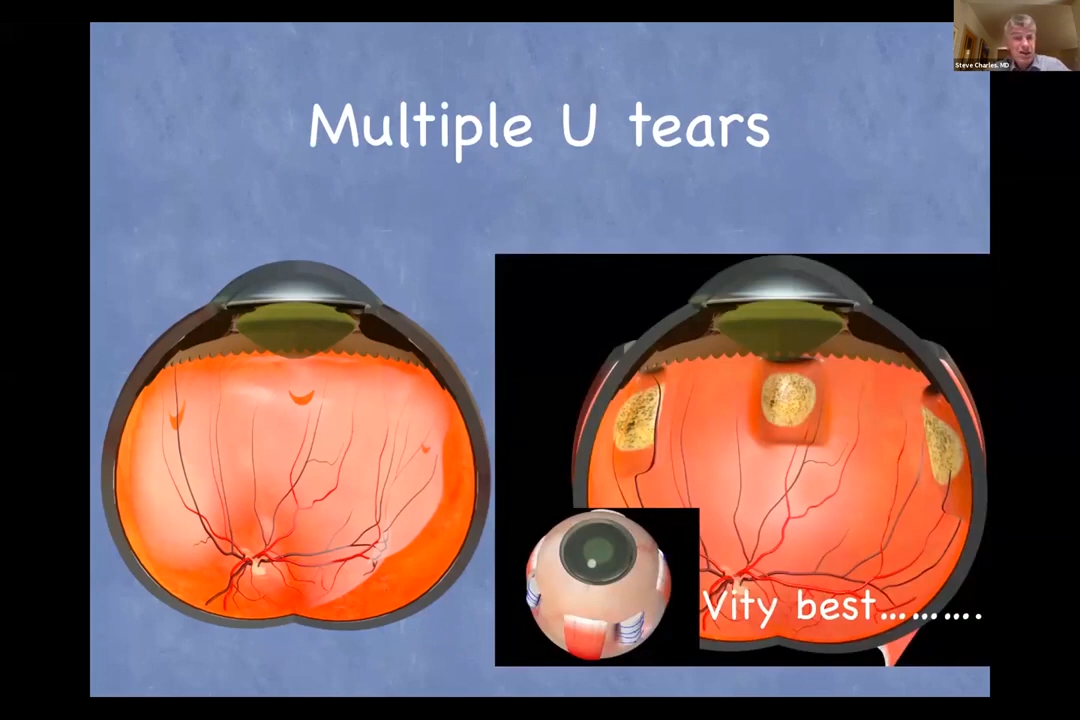 Steve Charles, MD
Multiple U tears
Vity best..........